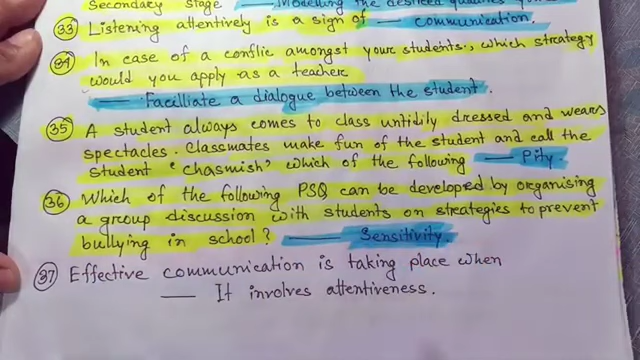 Secondary stage — Modelling the desired qualities
33 Listening attentively is a sign of — communication.
34 In case of a conflic amongst your students, which strategy
would you apply as a teacher
— Facilliate a dialogue between the student.
35 A student always comes to class untidily dressed and wears
spectacles. Classmates make fun of the student and call the
student 'chasmish' which of the following — Pity.
36 Which of the following PSQ can be developed by organising
a group discussion with students on strategies to prevent
bullying in school? — Sensitivity.
37 Effective communication is taking place when
— It involves attentiveness.